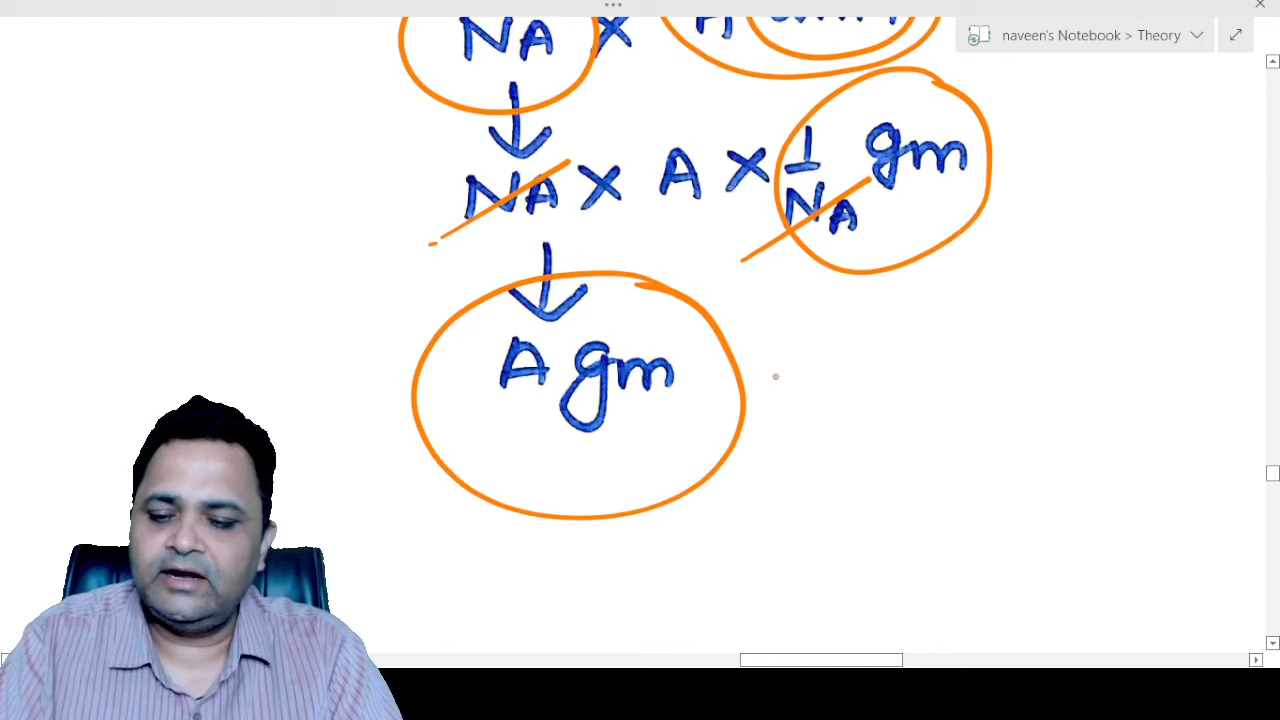 naveen's Notebook > Theory
NA × A
NA × A × 1/NA gm
A gm